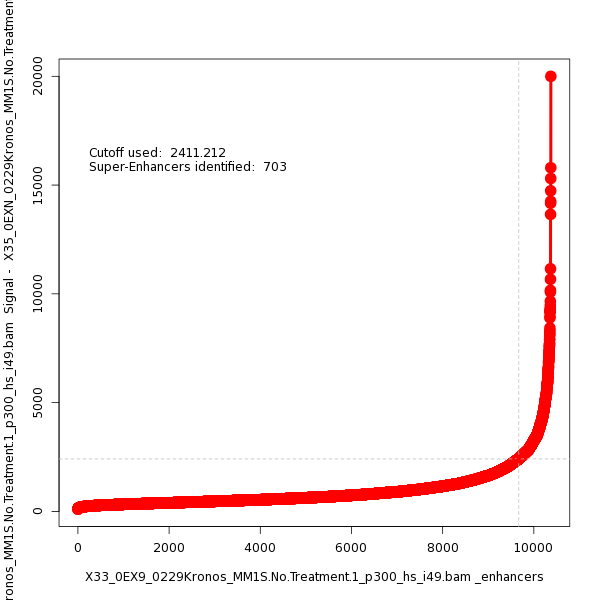 Cutoff used:  2411.212
Super-Enhancers identified:  703
20000
15000
10000
5000
0
0
2000
4000
6000
8000
10000
X33_0EX9_0229Kronos_MM1S.No.Treatment.1_p300_hs_i49.bam _enhancers
ronos_MM1S.No.Treatment.1_p300_hs_i49.bam  Signal -  X35_0EXN_0229Kronos_MM1S.No.Treatment